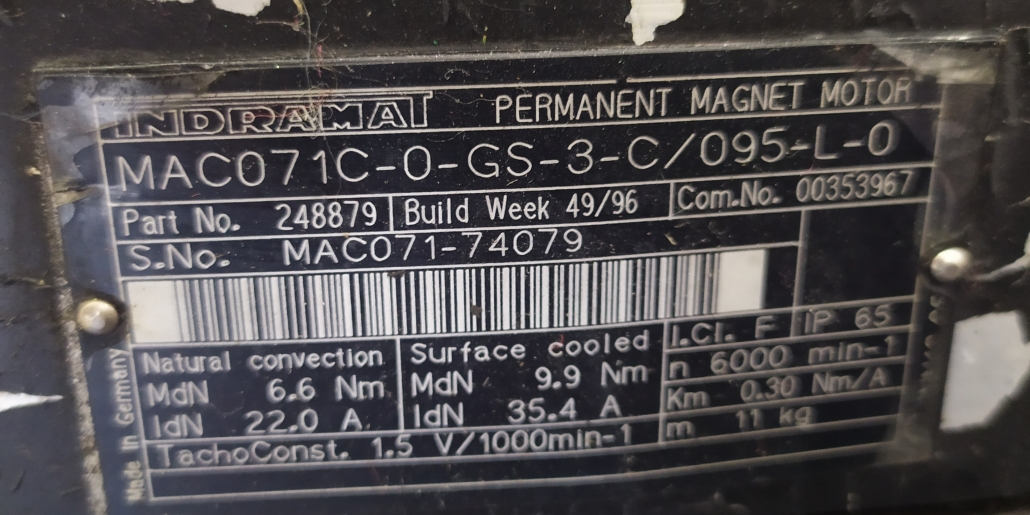 INDRAMAT PERMANENT MAGNET MOTOR
MAC071C-0-GS-3-C/095-L-0
Part No. 248879 Build Week 49/96 Com.No. 00353967
S.No. MAC071-74079
I.Cl. F IP 65
Natural convection Surface cooled n 6000 min-1
MdN 6.6 Nm MdN 9.9 Nm Km 0.30 Nm/A
IdN 22.0 A IdN 35.4 A m 11 kg
TachoConst. 1.5 V/1000min-1
Made in Germany